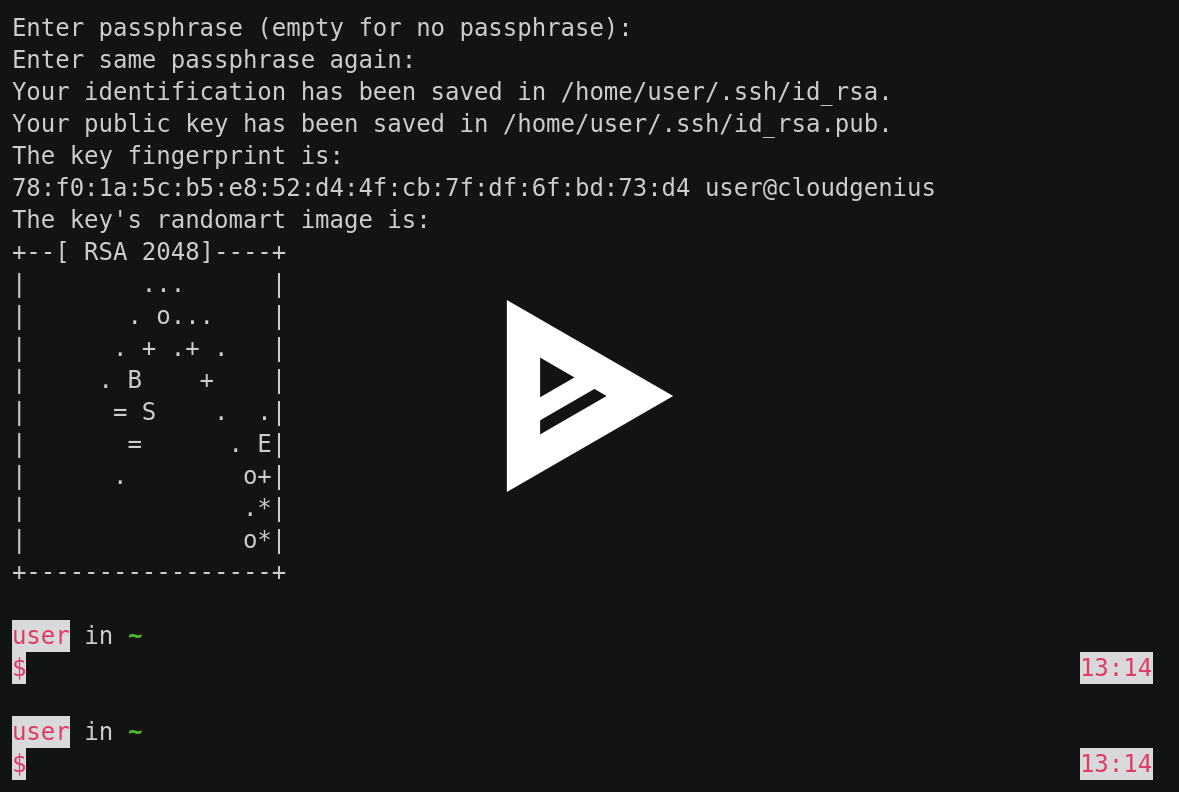 Enter passphrase (empty for no passphrase):
Enter same passphrase again:
Your identification has been saved in /home/user/.ssh/id_rsa.
Your public key has been saved in /home/user/.ssh/id_rsa.pub.
The key fingerprint is:
78:f0:1a:5c:b5:e8:52:d4:4f:cb:7f:df:6f:bd:73:d4 user@cloudgenius
The key's randomart image is:
+--[ RSA 2048]----+
|        ...      |
|       . o...    |
|      . + .+ .   |
|     . B    +    |
|      = S    .  .|
|       =      . E|
|      .        o+|
|               .*|
|               o*|
+-----------------+
user in ~
$ 13:14
user in ~
$ 13:14